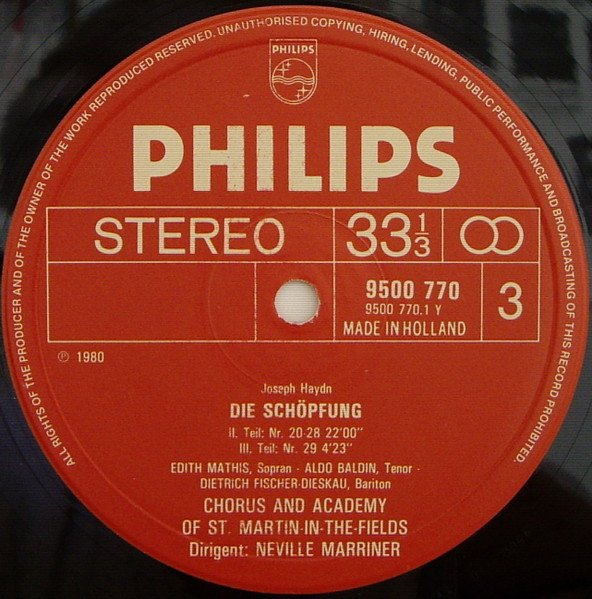 ALL RIGHTS OF THE PRODUCER AND OF THE OWNER OF THE WORK REPRODUCED RESERVED. UNAUTHORISED COPYING, HIRING, LENDING, PUBLIC PERFORMANCE AND BROADCASTING OF THIS RECORD PROHIBITED.
PHILIPS
PHILIPS
STEREO 33 1/3
9500 770
9500 770.1 Y
MADE IN HOLLAND
3
℗ 1980
Joseph Haydn
DIE SCHÖPFUNG
II. Teil: Nr. 20-28 22'00"
III. Teil: Nr. 29 4'23"
EDITH MATHIS, Sopran - ALDO BALDIN, Tenor -
DIETRICH FISCHER-DIESKAU, Bariton
CHORUS AND ACADEMY
OF ST. MARTIN-IN-THE-FIELDS
Dirigent: NEVILLE MARRINER